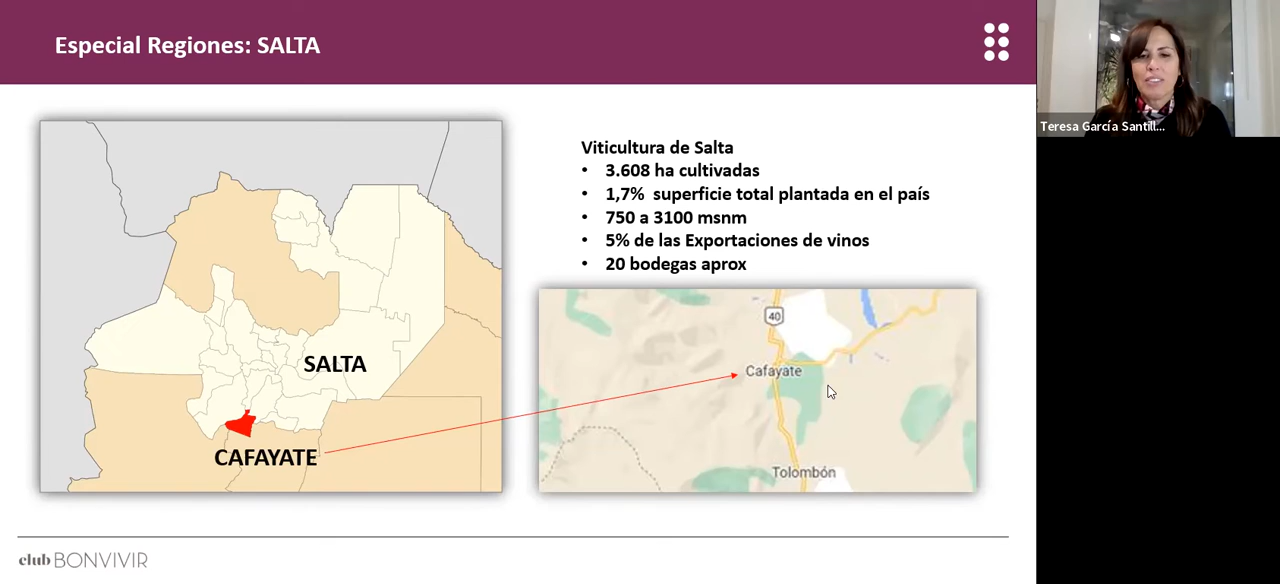 Especial Regiones: SALTA
Teresa García Santill...
Viticultura de Salta
• 3.608 ha cultivadas
• 1,7% superficie total plantada en el país
• 750 a 3100 msnm
• 5% de las Exportaciones de vinos
• 20 bodegas aprox
SALTA
CAFAYATE
40
Cafayate
Tolombón
club BONVIVIR